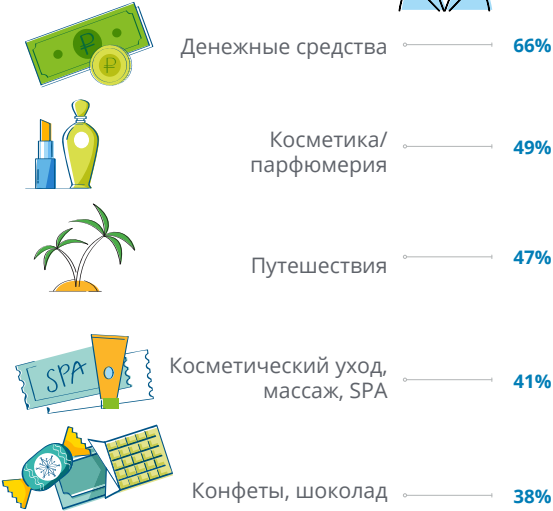 Денежные средства 66%
Косметика/
парфюмерия 49%
Путешествия 47%
SPA
Косметический уход,
массаж, SPA 41%
Конфеты, шоколад 38%